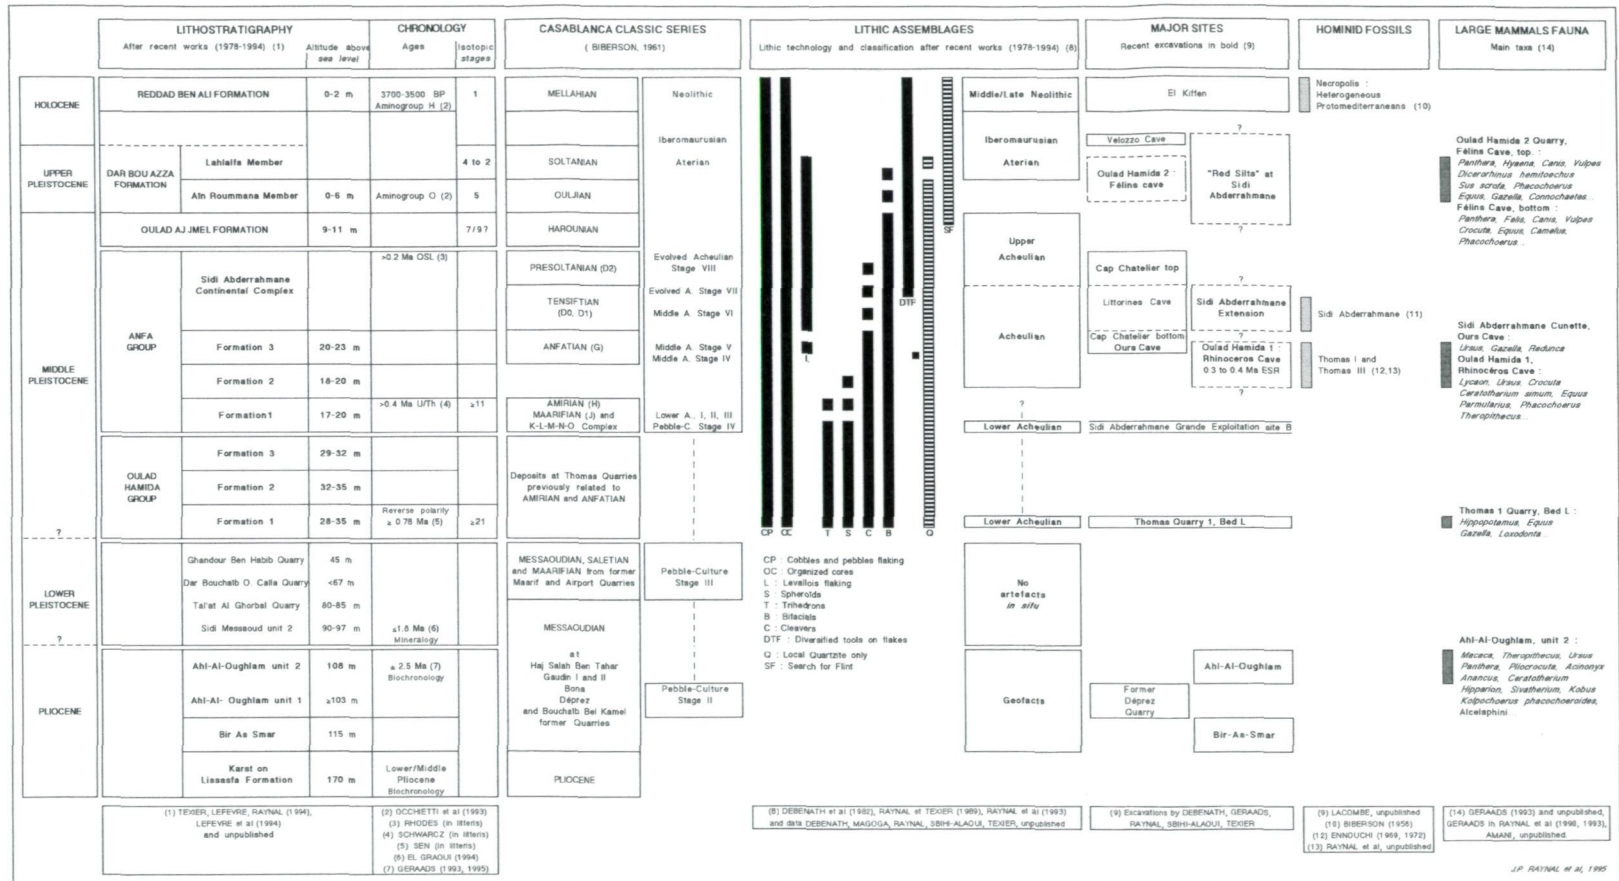 LITHOSTRATIGRAPHY
After recent works (1978-1994) (1)
Altitude above
sea level
CHRONOLOGY
Ages
Isotopic
stages
CASABLANCA CLASSIC SERIES
( BIBERSON, 1961)
LITHIC ASSEMBLAGES
Lithic technology and classification after recent works (1978-1994) (8)
MAJOR SITES
Recent excavations in bold (9)
HOMINID FOSSILS
LARGE MAMMALS FAUNA
Main taxa (14)
HOLOCENE
UPPER
PLEISTOCENE
MIDDLE
PLEISTOCENE
?
LOWER
PLEISTOCENE
?
PLIOCENE
REDDAD BEN ALI FORMATION
0-2 m
3700-3500 BP
Aminogroup H (2)
1
DAR BOU AZZA
FORMATION
Lahlalfa Member
4 to 2
Aïn Roummana Member
0-6 m
Aminogroup O (2)
5
OULAD AJ JMEL FORMATION
9-11 m
7/9?
ANFA
GROUP
Sidi Abderrahmane
Continental Complex
>0.2 Ma OSL (3)
Formation 3
20-23 m
Formation 2
18-20 m
Formation1
17-20 m
>0.4 Ma U/Th (4)
≥11
OULAD
HAMIDA
GROUP
Formation 3
29-32 m
Formation 2
32-35 m
Formation 1
28-35 m
Reverse polarity
≥ 0.78 Ma (5)
≥21
Ghandour Ben Habib Quarry
45 m
Dar Bouchaïb O. Calla Quarry
<67 m
Tal'at Al Ghorbal Quarry
80-85 m
Sidi Messaoud unit 2
90-97 m
≤1.8 Ma (6)
Mineralogy
Ahl-Al-Oughlam unit 2
108 m
± 2.5 Ma (7)
Biochronology
Ahl-Al- Oughlam unit 1
≥103 m
Bir As Smar
115 m
Karst on
Lissasfa Formation
170 m
Lower/Middle
Pliocene
Biochronology
MELLAHIAN
SOLTANIAN
OULJIAN
HAROUNIAN
PRESOLTANIAN (D2)
TENSIFTIAN
(D0, D1)
ANFATIAN (G)
AMIRIAN (H)
MAARIFIAN (J) and
K-L-M-N-O Complex
Deposits at Thomas Quarries
previously related to
AMIRIAN and ANFATIAN
MESSAOUDIAN, SALETIAN
and MAARIFIAN from former
Maarif and Airport Quarries
MESSAOUDIAN
at
Haj Salah Ben Tahar
Gaudin I and II
Bona
Déprez
and Bouchaïb Bel Kamel
former Quarries
PLIOCENE
Neolithic
Iberomaurusian
Aterian
Evolved Acheulian
Stage VIII
Evolved A. Stage VII
Middle A. Stage VI
Middle A. Stage V
Middle A. Stage IV
Lower A., I, II, III
Pebble-C. Stage IV
Pebble-Culture
Stage III
Pebble-Culture
Stage II
CP
OC
L
T
S
C
B
DTF
Q
SF
CP : Cobbles and pebbles flaking
OC : Organized cores
L : Levallois flaking
S : Spheroids
T : Trihedrons
B : Bifacials
C : Cleavers
DTF : Diversified tools on flakes
Q : Local Quartzite only
SF : Search for Flint
Middle/Late Neolithic
Iberomaurusian
Aterian
Upper
Acheulian
Acheulian
?
Lower Acheulian
Lower Acheulian
No
artefacts
in situ
Geofacts
El Kiffen
Velozzo Cave
Oulad Hamida 2 :
Félins cave
?
"Red Silts" at
Sidi
Abderrahmane
?
Cap Chatelier top
Littorines Cave
?
Sidi Abderrahmane
Extension
?
Cap Chatelier bottom
Ours Cave
Oulad Hamida 1 :
Rhinoceros Cave
0.3 to 0.4 Ma ESR
?
Sidi Abderrahmane Grande Exploitation site B
Thomas Quarry 1, Bed L
Ahl-Al-Oughlam
Former
Déprez
Quarry
Bir-As-Smar
Necropolis :
Heterogeneous
Protomediterraneans (10)
Sidi Abderrahmane (11)
Thomas I and
Thomas III (12,13)
Oulad Hamida 2 Quarry,
Félins Cave, top. :
Panthera, Hyaena, Canis, Vulpes
Dicerorhinus hemitoechus
Sus scrofa, Phacochoerus
Equus, Gazella, Connochaetes...
Félins Cave, bottom :
Panthera, Felis, Canis, Vulpes
Crocuta, Equus, Camelus,
Phacochoerus...
Sidi Abderrahmane Cunette,
Ours Cave :
Ursus, Gazella, Redunca
Oulad Hamida 1,
Rhinocéros Cave :
Lycaon, Ursus, Crocuta
Ceratotherium simum, Equus
Parmularius, Phacochoerus
Theropithecus...
Thomas 1 Quarry, Bed L :
Hippopotamus, Equus
Gazella, Loxodonta...
Ahl-Al-Oughlam, unit 2 :
Macaca, Theropithecus, Ursus
Panthera, Pliocrocuta, Acinonyx
Anancus, Ceratotherium
Hipparion, Sivatherium, Kobus
Kolpochoerus phacochoeroides,
Alcelaphini...
(1) TEXIER, LEFEVRE, RAYNAL (1994),
LEFEVRE et al (1994)
and unpublished
(2) OCCHIETTI et al (1993)
(3) RHODES (in litteris)
(4) SCHWARCZ (in litteris)
(5) SEN (in litteris)
(6) EL GRAOUI (1994)
(7) GERAADS (1993, 1995)
(8) DEBENATH et al (1982), RAYNAL et TEXIER (1989), RAYNAL et al (1993)
and data DEBENATH, MAGOGA, RAYNAL, SBIHI-ALAOUI, TEXIER, unpublished
(9) Excavations by DEBENATH, GERAADS,
RAYNAL, SBIHI-ALAOUI, TEXIER
(9) LACOMBE, unpublished
(10) BIBERSON (1956)
(12) ENNOUCHI (1969, 1972)
(13) RAYNAL et al, unpublished
(14) GERAADS (1993) and unpublished,
GERAADS in RAYNAL et al (1990, 1993),
AMANI, unpublished.
J.P. RAYNAL et al, 1995